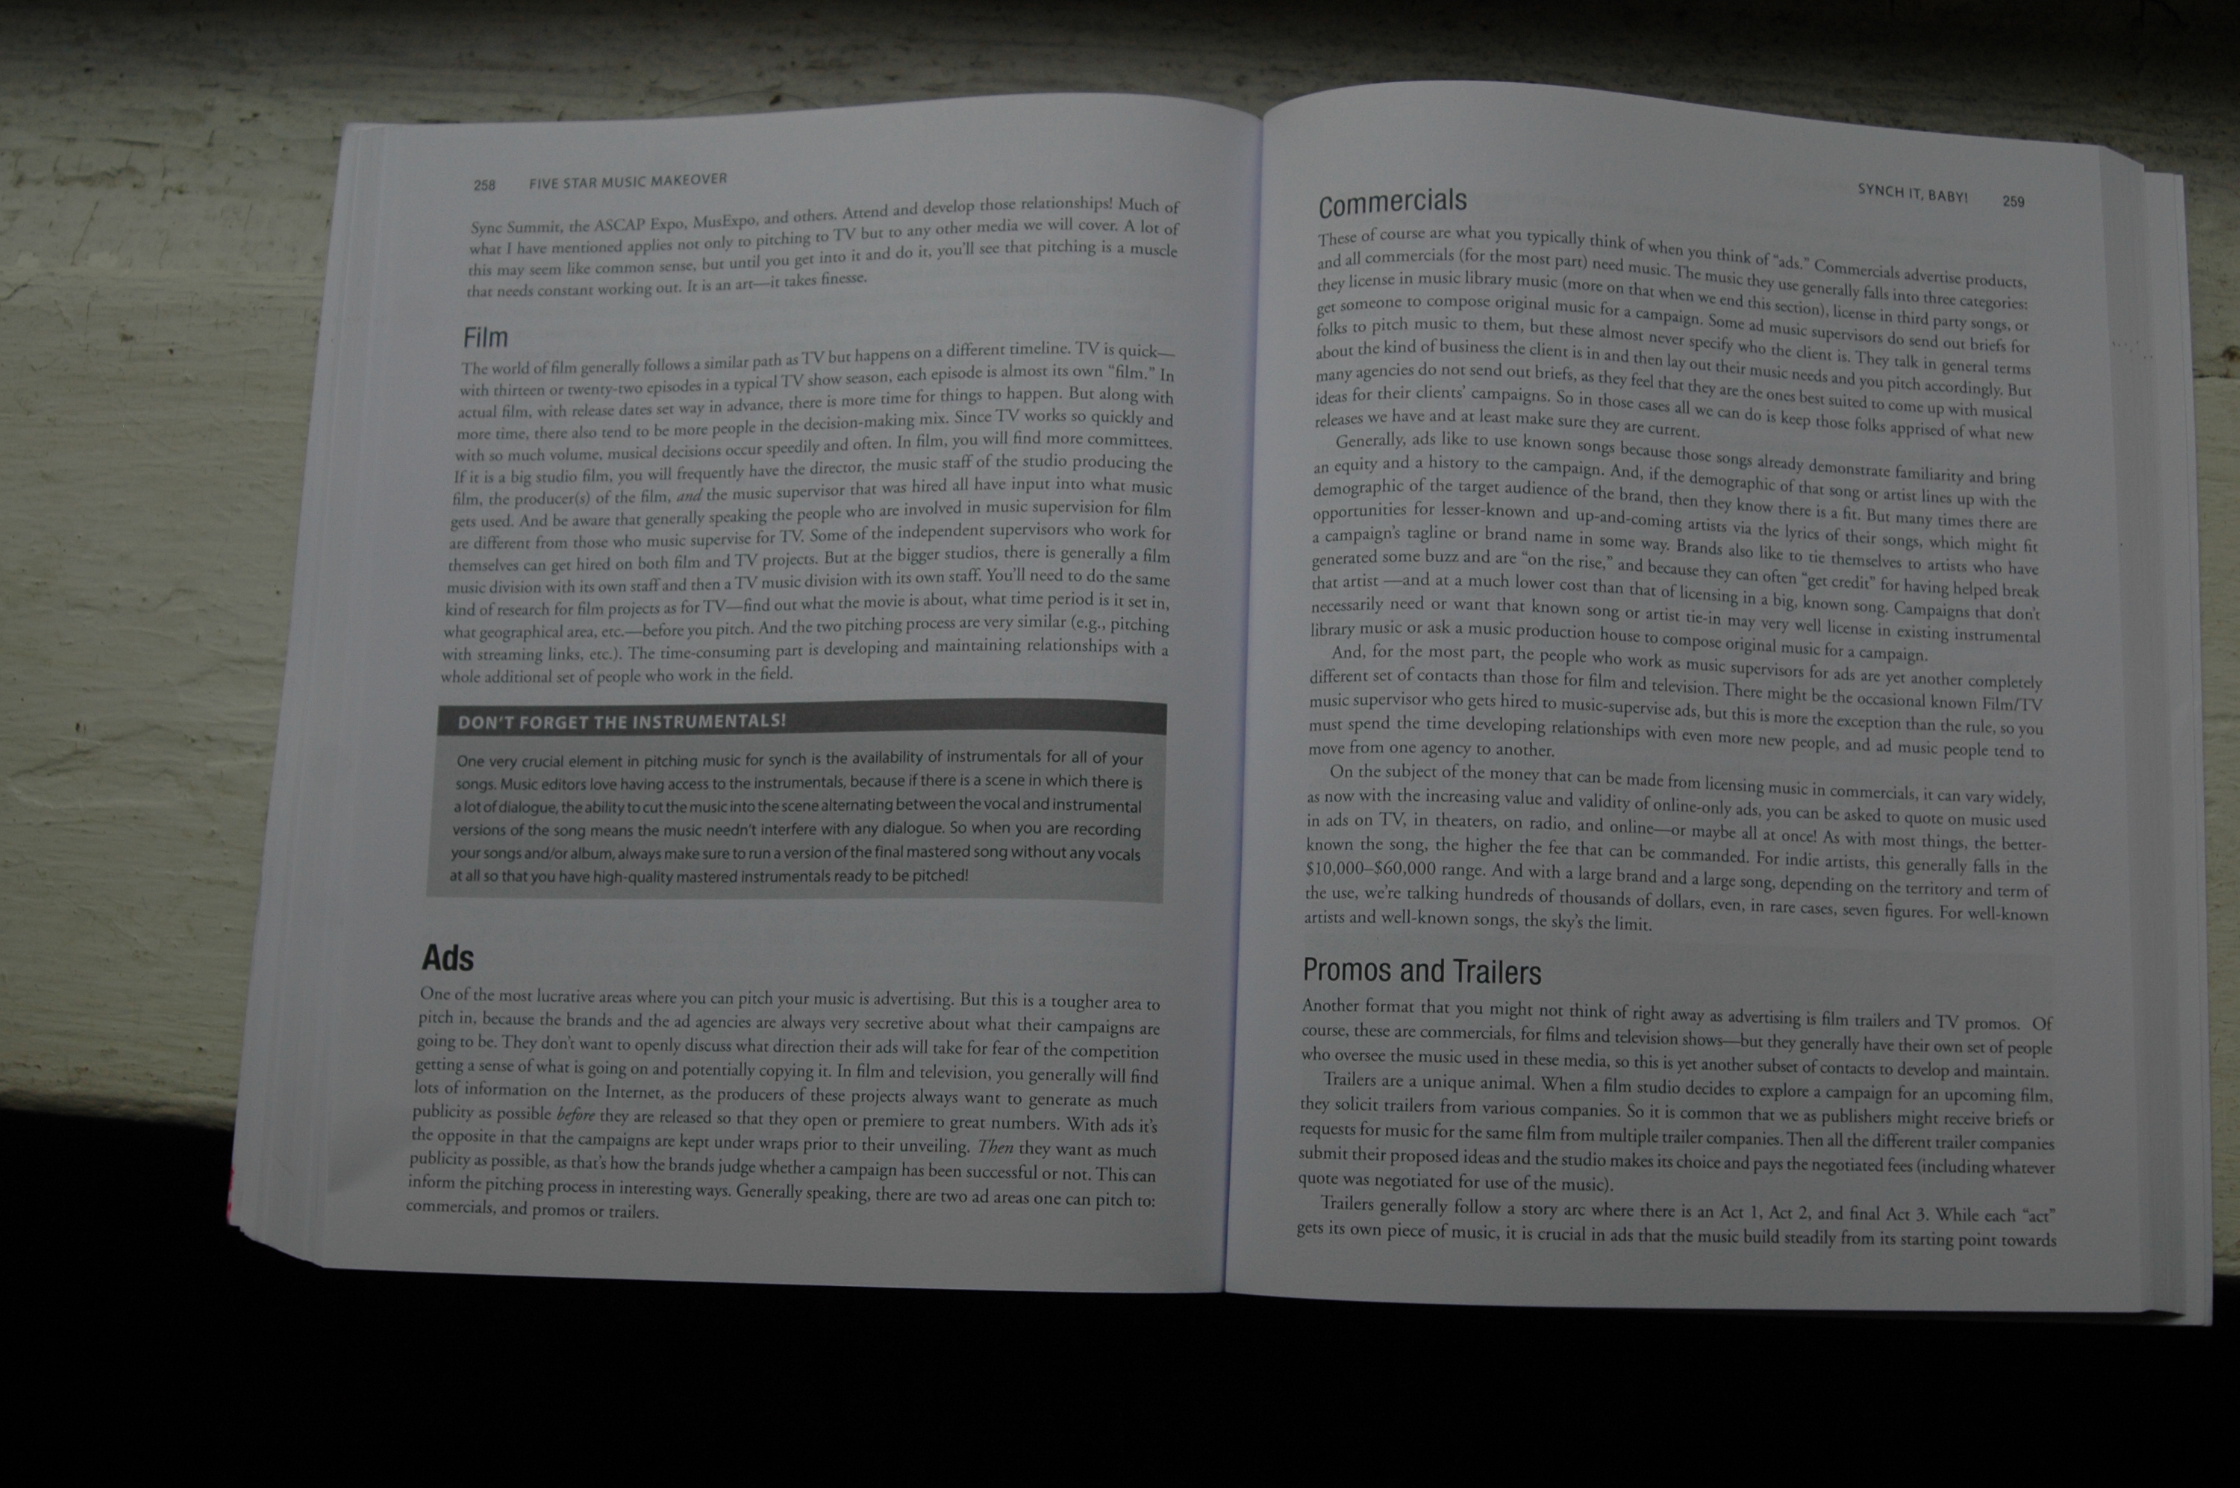 258 FIVE STAR MUSIC MAKEOVER
Sync Summit, the ASCAP Expo, MusExpo, and others. Attend and develop those relationships! Much of
what I have mentioned applies not only to pitching to TV but to any other media we will cover. A lot of
this may seem like common sense, but until you get into it and do it, you'll see that pitching is a muscle
that needs constant working out. It is an art—it takes finesse.
Film
The world of film generally follows a similar path as TV but happens on a different timeline. TV is quick—
with thirteen or twenty-two episodes in a typical TV show season, each episode is almost its own "film." In
actual film, with release dates set way in advance, there is more time for things to happen. But along with
more time, there also tend to be more people in the decision-making mix. Since TV works so quickly and
with so much volume, musical decisions occur speedily and often. In film, you will find more committees.
If it is a big studio film, you will frequently have the director, the music staff of the studio producing the
film, the producer(s) of the film, and the music supervisor that was hired all have input into what music
gets used. And be aware that generally speaking the people who are involved in music supervision for film
are different from those who music supervise for TV. Some of the independent supervisors who work for
themselves can get hired on both film and TV projects. But at the bigger studios, there is generally a film
music division with its own staff and then a TV music division with its own staff. You'll need to do the same
kind of research for film projects as for TV—find out what the movie is about, what time period is it set in,
what geographical area, etc.—before you pitch. And the two pitching process are very similar (e.g., pitching
with streaming links, etc.). The time-consuming part is developing and maintaining relationships with a
whole additional set of people who work in the field.
DON'T FORGET THE INSTRUMENTALS!
One very crucial element in pitching music for synch is the availability of instrumentals for all of your
songs. Music editors love having access to the instrumentals, because if there is a scene in which there is
a lot of dialogue, the ability to cut the music into the scene alternating between the vocal and instrumental
versions of the song means the music needn't interfere with any dialogue. So when you are recording
your songs and/or album, always make sure to run a version of the final mastered song without any vocals
at all so that you have high-quality mastered instrumentals ready to be pitched!
Ads
One of the most lucrative areas where you can pitch your music is advertising. But this is a tougher area to
pitch in, because the brands and the ad agencies are always very secretive about what their campaigns are
going to be. They don't want to openly discuss what direction their ads will take for fear of the competition
getting a sense of what is going on and potentially copying it. In film and television, you generally will find
lots of information on the Internet, as the producers of these projects always want to generate as much
publicity as possible before they are released so that they open or premiere to great numbers. With ads it's
the opposite in that the campaigns are kept under wraps prior to their unveiling. Then they want as much
publicity as possible, as that's how the brands judge whether a campaign has been successful or not. This can
inform the pitching process in interesting ways. Generally speaking, there are two ad areas one can pitch to:
commercials, and promos or trailers.
SYNCH IT, BABY! 259
Commercials
These of course are what you typically think of when you think of "ads." Commercials advertise products,
and all commercials (for the most part) need music. The music they use generally falls into three categories:
they license in music library music (more on that when we end this section), license in third party songs, or
get someone to compose original music for a campaign. Some ad music supervisors do send out briefs for
folks to pitch music to them, but these almost never specify who the client is. They talk in general terms
about the kind of business the client is in and then lay out their music needs and you pitch accordingly. But
many agencies do not send out briefs, as they feel that they are the ones best suited to come up with musical
ideas for their clients' campaigns. So in those cases all we can do is keep those folks apprised of what new
releases we have and at least make sure they are current.
Generally, ads like to use known songs because those songs already demonstrate familiarity and bring
an equity and a history to the campaign. And, if the demographic of that song or artist lines up with the
demographic of the target audience of the brand, then they know there is a fit. But many times there are
opportunities for lesser-known and up-and-coming artists via the lyrics of their songs, which might fit
a campaign's tagline or brand name in some way. Brands also like to tie themselves to artists who have
generated some buzz and are "on the rise," and because they can often "get credit" for having helped break
that artist —and at a much lower cost than that of licensing in a big, known song. Campaigns that don't
necessarily need or want that known song or artist tie-in may very well license in existing instrumental
library music or ask a music production house to compose original music for a campaign.
And, for the most part, the people who work as music supervisors for ads are yet another completely
different set of contacts than those for film and television. There might be the occasional known Film/TV
music supervisor who gets hired to music-supervise ads, but this is more the exception than the rule, so you
must spend the time developing relationships with even more new people, and ad music people tend to
move from one agency to another.
On the subject of the money that can be made from licensing music in commercials, it can vary widely,
as now with the increasing value and validity of online-only ads, you can be asked to quote on music used
in ads on TV, in theaters, on radio, and online—or maybe all at once! As with most things, the better-
known the song, the higher the fee that can be commanded. For indie artists, this generally falls in the
$10,000–$60,000 range. And with a large brand and a large song, depending on the territory and term of
the use, we're talking hundreds of thousands of dollars, even, in rare cases, seven figures. For well-known
artists and well-known songs, the sky's the limit.
Promos and Trailers
Another format that you might not think of right away as advertising is film trailers and TV promos. Of
course, these are commercials, for films and television shows—but they generally have their own set of people
who oversee the music used in these media, so this is yet another subset of contacts to develop and maintain.
Trailers are a unique animal. When a film studio decides to explore a campaign for an upcoming film,
they solicit trailers from various companies. So it is common that we as publishers might receive briefs or
requests for music for the same film from multiple trailer companies. Then all the different trailer companies
submit their proposed ideas and the studio makes its choice and pays the negotiated fees (including whatever
quote was negotiated for use of the music).
Trailers generally follow a story arc where there is an Act 1, Act 2, and final Act 3. While each "act"
gets its own piece of music, it is crucial in ads that the music build steadily from its starting point towards